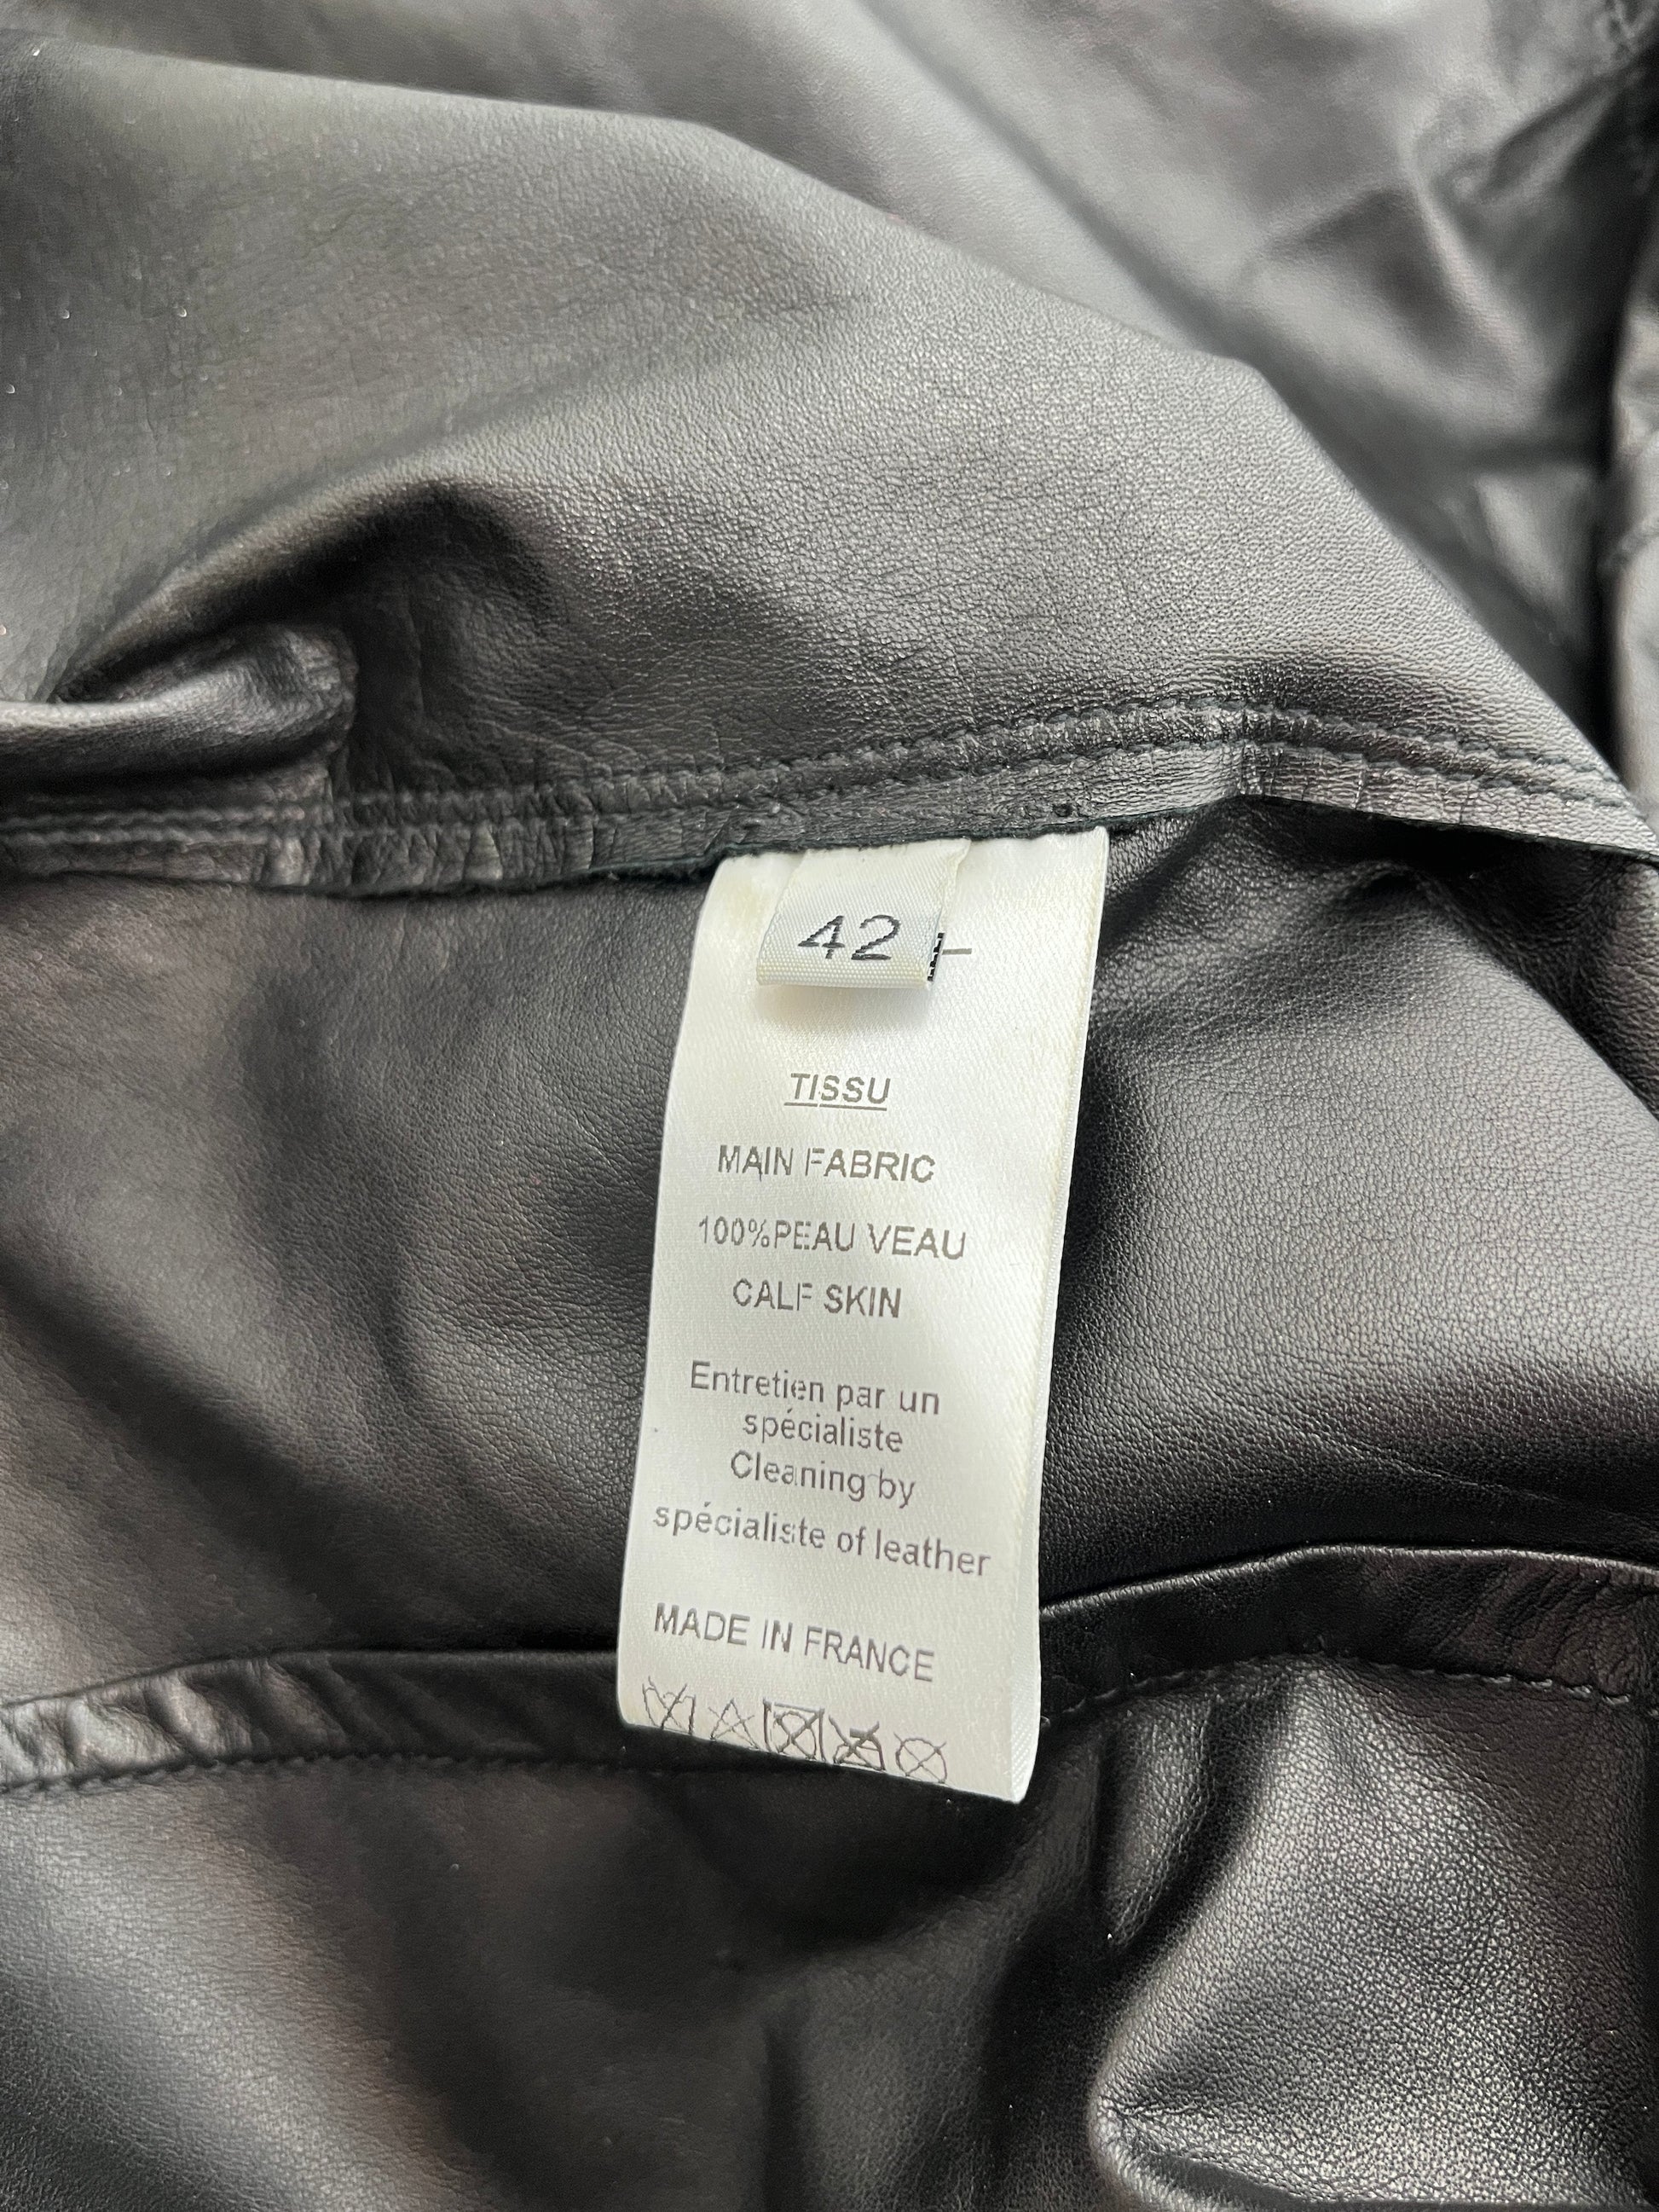 42
TISSU
MAIN FABRIC
100%PEAU VEAU
CALF SKIN
Entretien par un
spécialiste
Cleaning by
spécialiste of leather
MADE IN FRANCE